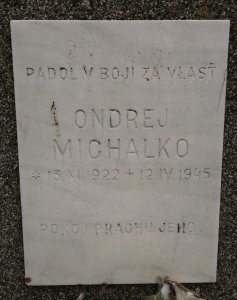 PADOL V BOJI ZA VLASŤ
ONDREJ
MICHALKO
* 13. XI. 1922 + 12. IV. 1945
POKOJ PRACHU JEHO